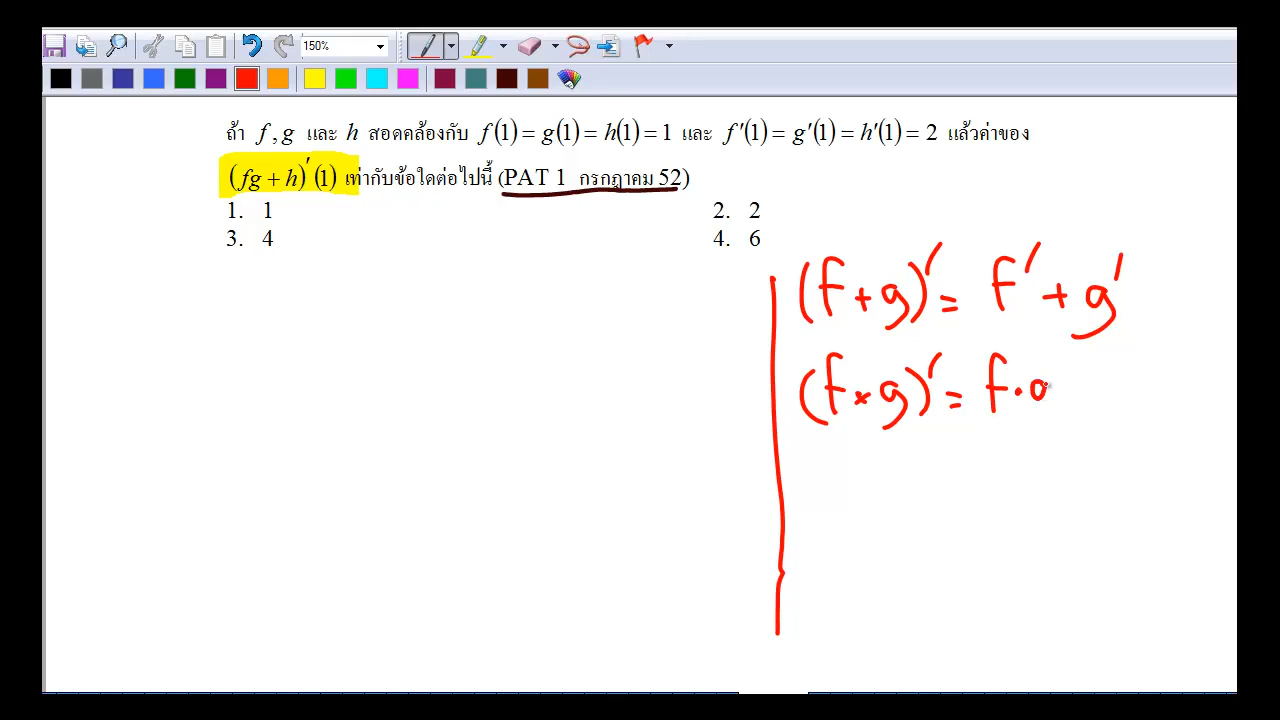 150%
ถ้า f , g และ h สอดคล้องกับ f(1) = g(1) = h(1) = 1 และ f′(1) = g′(1) = h′(1) = 2 แล้วค่าของ
(fg + h)′(1) เท่ากับข้อใดต่อไปนี้ (PAT 1 กรกฎาคม 52)
1. 1 2. 2
3. 4 4. 6
(f+g)′ = f′ + g′
(f×g)′ = f·